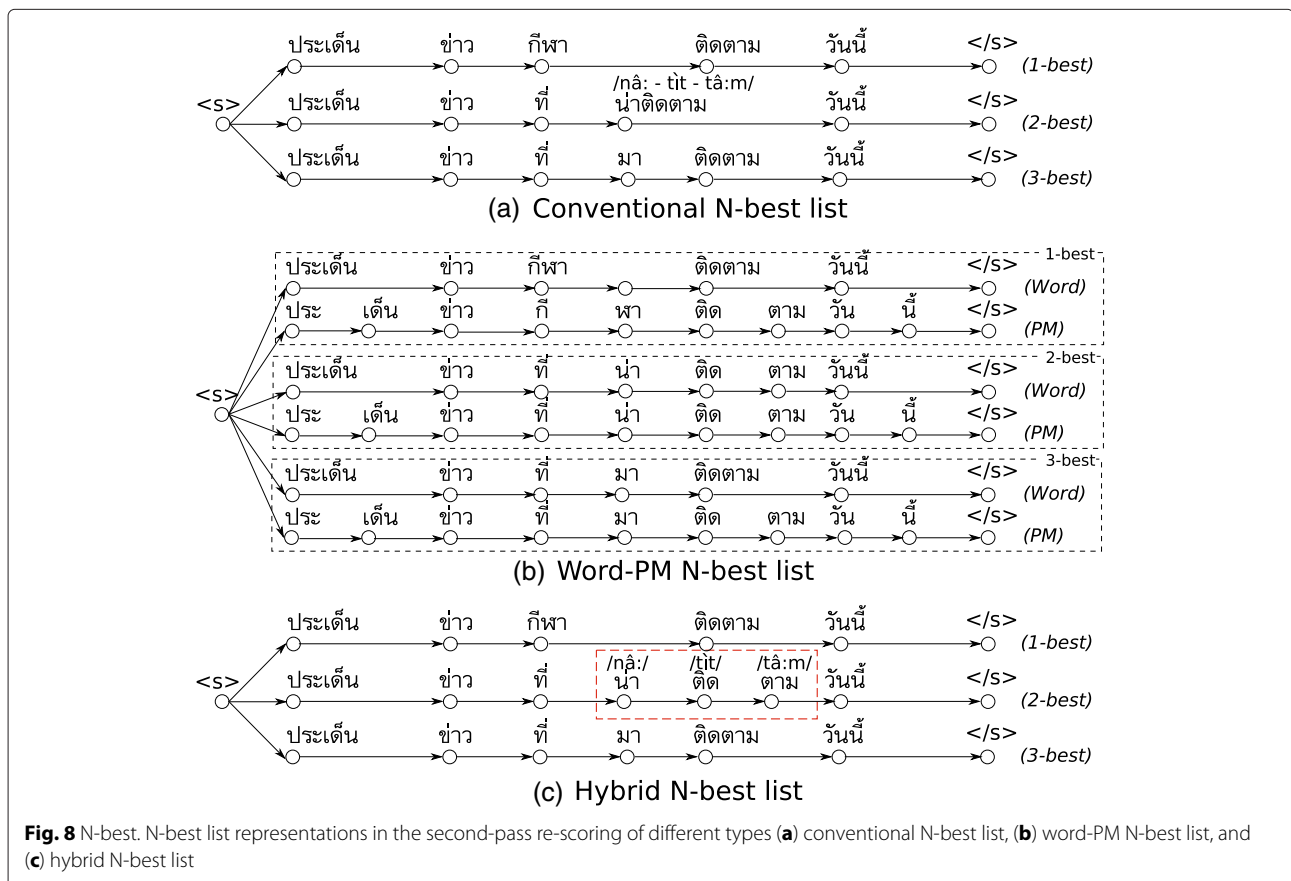 ประเด็น ข่าว กีฬา ติดตาม วันนี้ </s>
(1-best)
/nâ: - tìt - tâ:m/
<s> ประเด็น ข่าว ที่ น่าติดตาม วันนี้ </s>
(2-best)
ประเด็น ข่าว ที่ มา ติดตาม วันนี้ </s>
(3-best)
(a) Conventional N-best list
1-best
ประเด็น ข่าว กีฬา ติดตาม วันนี้ </s>
(Word)
ประ เด็น ข่าว กี ฬา ติด ตาม วัน นี้ </s>
(PM)
2-best
<s> ประเด็น ข่าว ที่ น่า ติด ตาม วันนี้ </s>
(Word)
ประ เด็น ข่าว ที่ น่า ติด ตาม วัน นี้ </s>
(PM)
3-best
ประเด็น ข่าว ที่ มา ติดตาม วันนี้ </s>
(Word)
ประ เด็น ข่าว ที่ มา ติด ตาม วัน นี้ </s>
(PM)
(b) Word-PM N-best list
ประเด็น ข่าว กีฬา ติดตาม วันนี้ </s>
(1-best)
/nâ:/ /tìt/ /tâ:m/
<s> ประเด็น ข่าว ที่ น่า ติด ตาม วันนี้ </s>
(2-best)
ประเด็น ข่าว ที่ มา ติดตาม วันนี้ </s>
(3-best)
(c) Hybrid N-best list
Fig. 8 N-best. N-best list representations in the second-pass re-scoring of different types (a) conventional N-best list, (b) word-PM N-best list, and
(c) hybrid N-best list